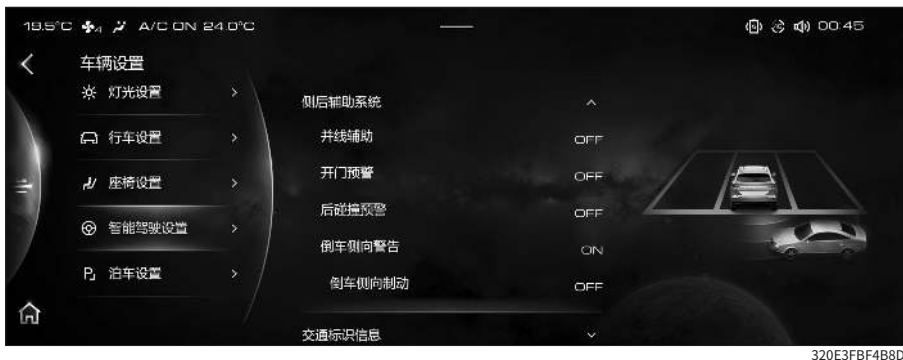 19.5°C 4 A/C ON 24.0°C 00:45
车辆设置
灯光设置
行车设置
座椅设置
智能驾驶设置
泊车设置
侧后辅助系统
并线辅助 OFF
开门预警 OFF
后碰撞预警 OFF
倒车侧向警告 ON
倒车侧向制动 OFF
交通标识信息
320E3FBF4B8D